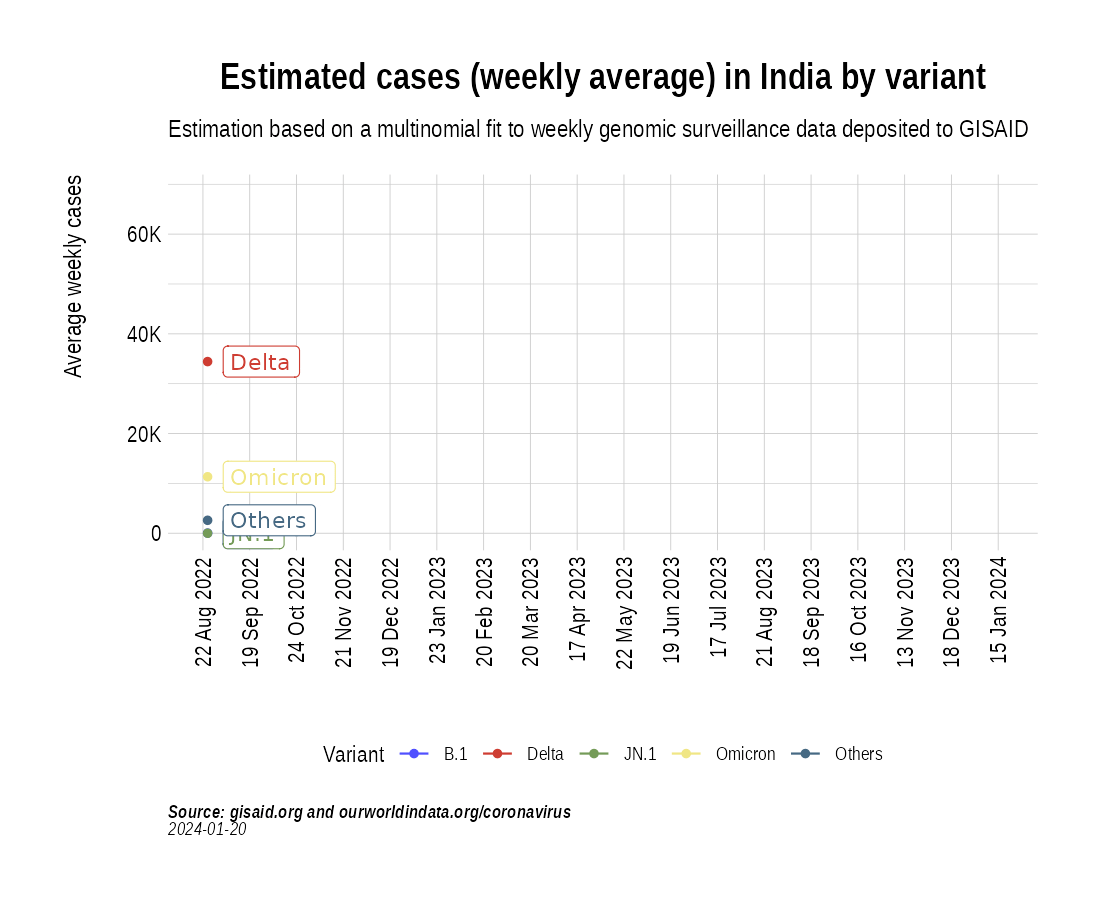 Estimated cases (weekly average) in India by variant
Estimation based on a multinomial fit to weekly genomic surveillance data deposited to GISAID
Average weekly cases
60K
40K
20K
0
Delta
Omicron
Others
JN.1
22 Aug 2022
19 Sep 2022
24 Oct 2022
21 Nov 2022
19 Dec 2022
23 Jan 2023
20 Feb 2023
20 Mar 2023
17 Apr 2023
22 May 2023
19 Jun 2023
17 Jul 2023
21 Aug 2023
18 Sep 2023
16 Oct 2023
13 Nov 2023
18 Dec 2023
15 Jan 2024
Variant B.1 Delta JN.1 Omicron Others
Source: gisaid.org and ourworldindata.org/coronavirus
2024-01-20